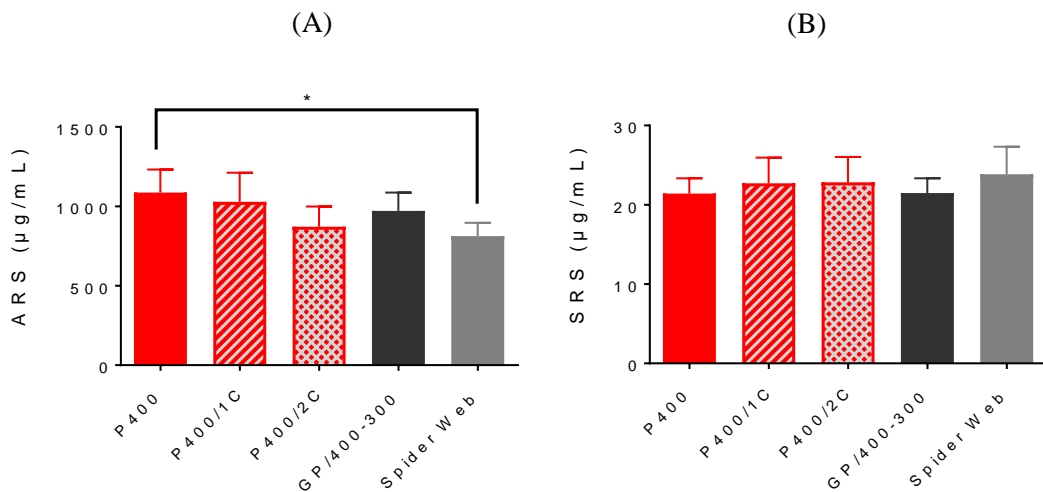 (A)
(B)
*
ARS (µg/mL)
1500
1000
500
0
P400
P400/1C
P400/2C
GP/400-300
Spider Web
SRS (µg/mL)
30
20
10
0
P400
P400/1C
P400/2C
GP/400-300
Spider Web